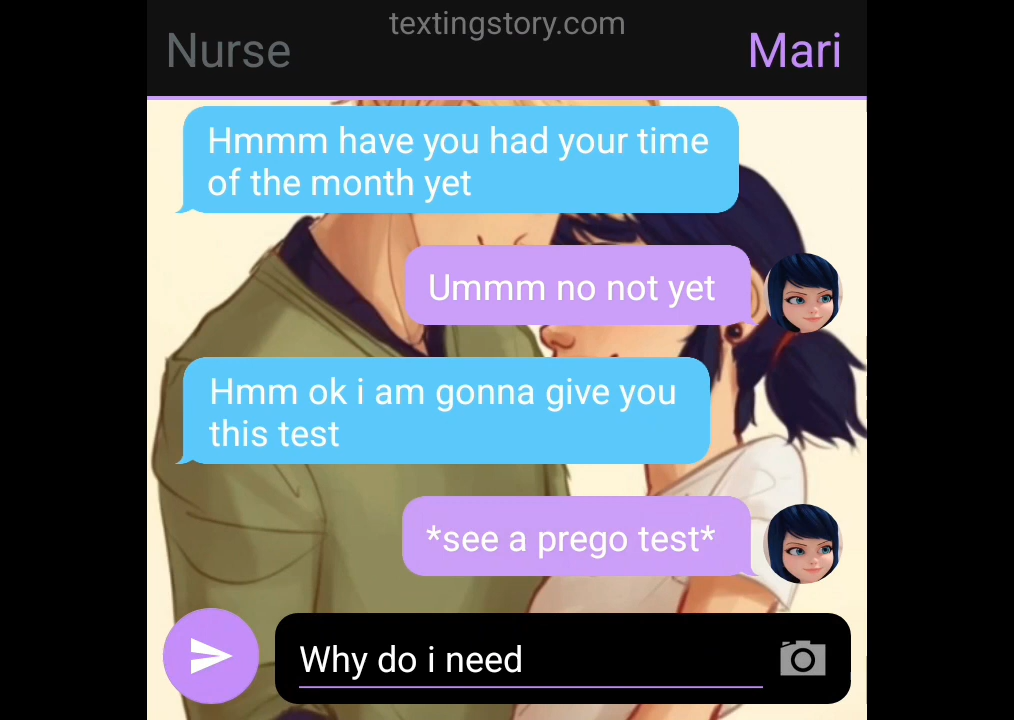 textingstory.com
Nurse
Mari
Hmmm have you had your time
of the month yet
Ummm no not yet
Hmm ok i am gonna give you
this test
*see a prego test*
Why do i need